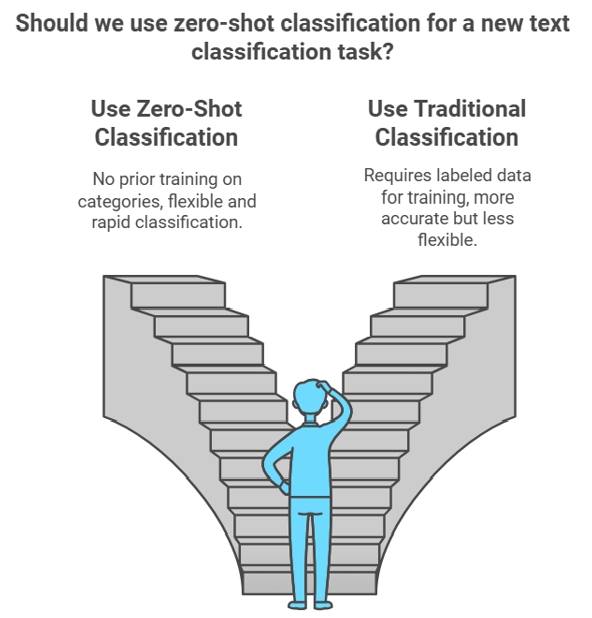 Should we use zero-shot classification for a new text
classification task?
Use Zero-Shot
Classification
No prior training on
categories, flexible and
rapid classification.
Use Traditional
Classification
Requires labeled data
for training, more
accurate but less
flexible.